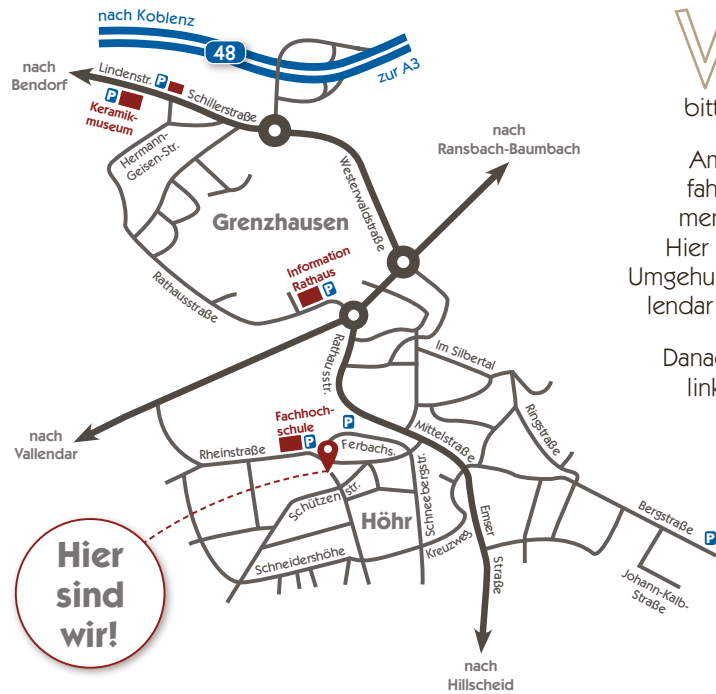 nach Koblenz
48
zur A3
nach
Bendorf
Lindenstr.
P
Schillerstraße
P
Keramik-
museum
Hermann-
Geisen-Str.
nach
Ransbach-Baumbach
Westerwaldstraße
Grenzhausen
Information
Rathaus
P
Rathausstraße
Rathausstr.
Im Silbertal
nach
Vallendar
Fachhoch-
schule
P
P
Rheinstraße
Ferbachs.
Mittelstraße
Ringstraße
Schützenstr.
Schneebergstr.
Höhr
Kreuzweg
Emser
Straße
Schneidershöhe
Bergstraße
P
Johann-Kalb-
Straße
Hier
sind
wir!
nach
Hillscheid
V
bitt
An
fah
mer
Hier
Umgehu
lendar
Dana
link